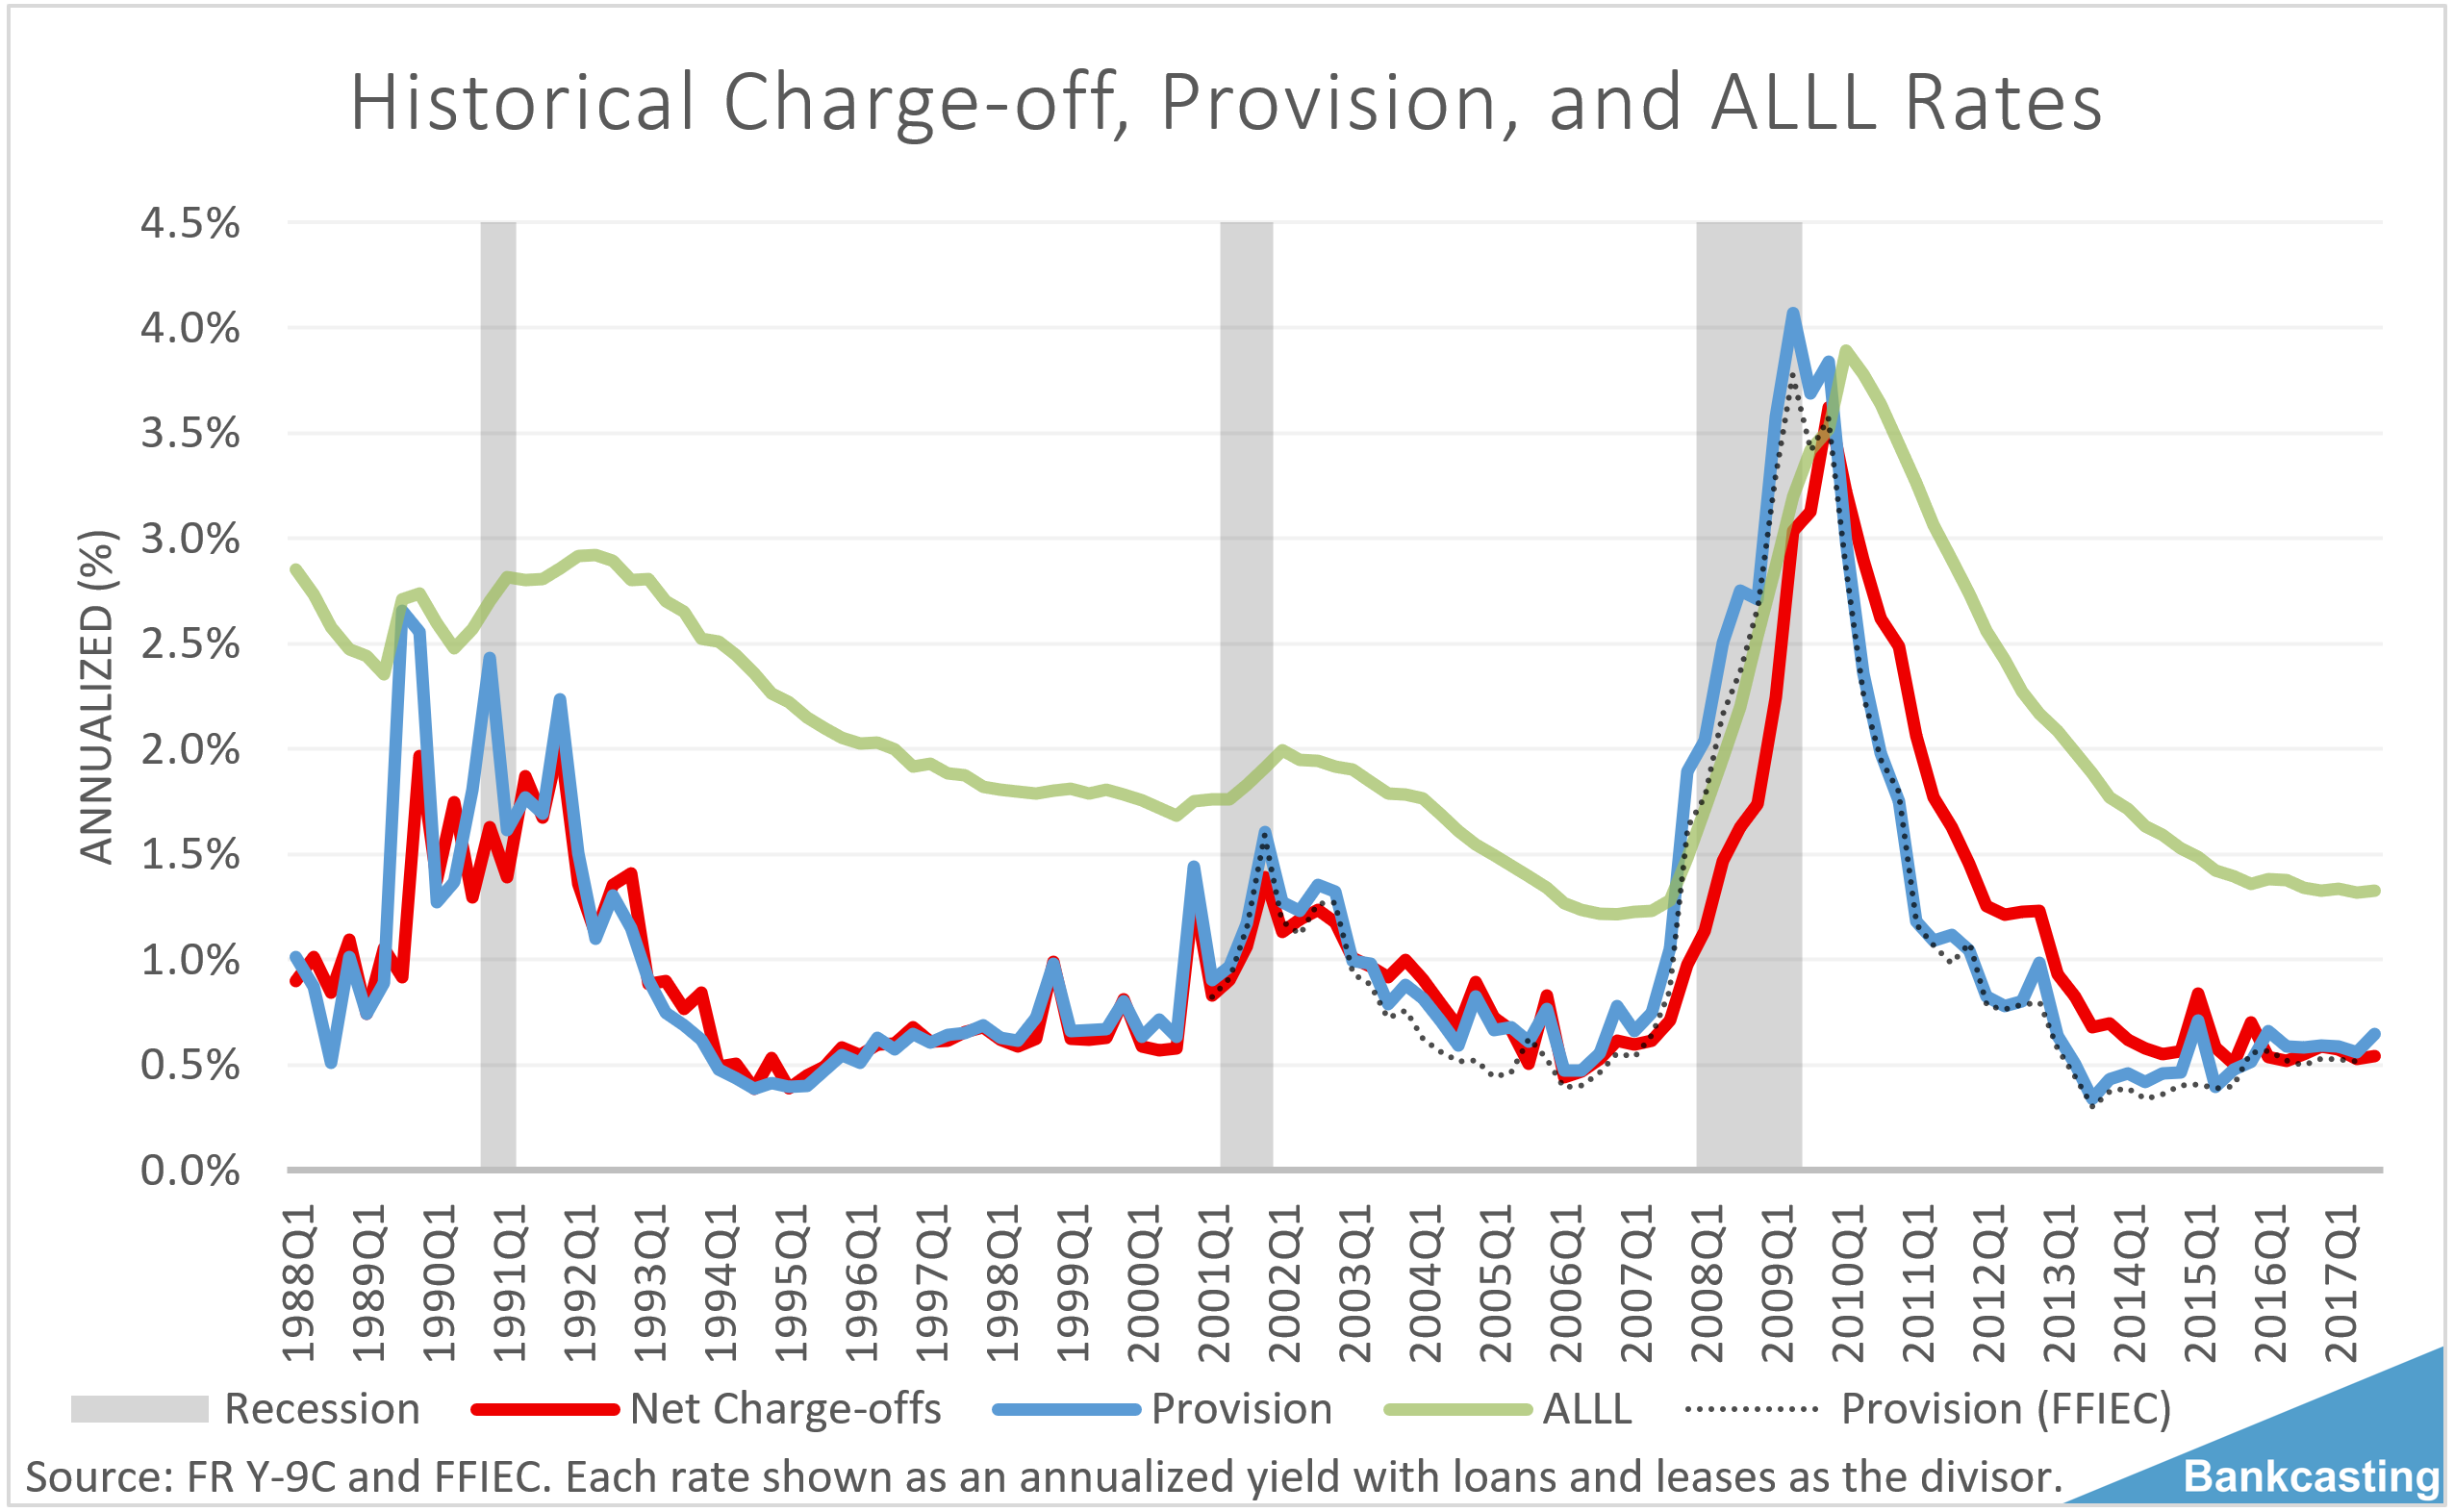 Historical Charge-off, Provision, and ALLL Rates
ANNUALIZED (%)
4.5%
4.0%
3.5%
3.0%
2.5%
2.0%
1.5%
1.0%
0.5%
0.0%
1988Q1
1989Q1
1990Q1
1991Q1
1992Q1
1993Q1
1994Q1
1995Q1
1996Q1
1997Q1
1998Q1
1999Q1
2000Q1
2001Q1
2002Q1
2003Q1
2004Q1
2005Q1
2006Q1
2007Q1
2008Q1
2009Q1
2010Q1
2011Q1
2012Q1
2013Q1
2014Q1
2015Q1
2016Q1
2017Q1
Recession Net Charge-offs Provision ALLL Provision (FFIEC)
Source: FR Y-9C and FFIEC. Each rate shown as an annualized yield with loans and leases as the divisor.
Bankcasting